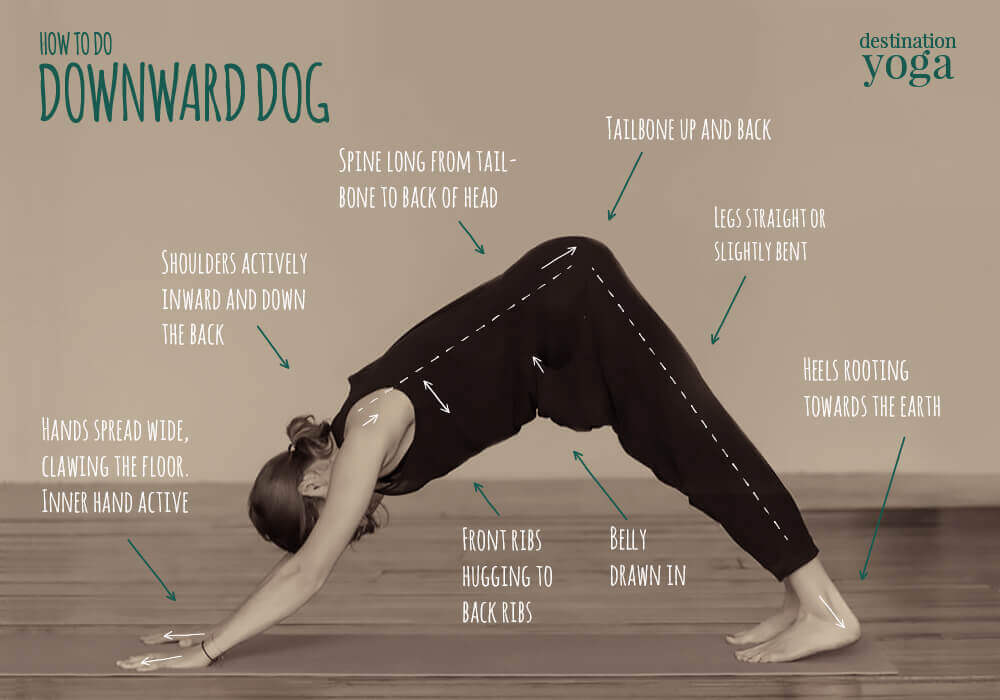 HOW TO DO
DOWNWARD DOG
destination
yoga
TAILBONE UP AND BACK
SPINE LONG FROM TAIL-
BONE TO BACK OF HEAD
LEGS STRAIGHT OR
SLIGHTLY BENT
SHOULDERS ACTIVELY
INWARD AND DOWN
THE BACK
HEELS ROOTING
TOWARDS THE EARTH
HANDS SPREAD WIDE,
CLAWING THE FLOOR.
INNER HAND ACTIVE
FRONT RIBS
HUGGING TO
BACK RIBS
BELLY
DRAWN IN